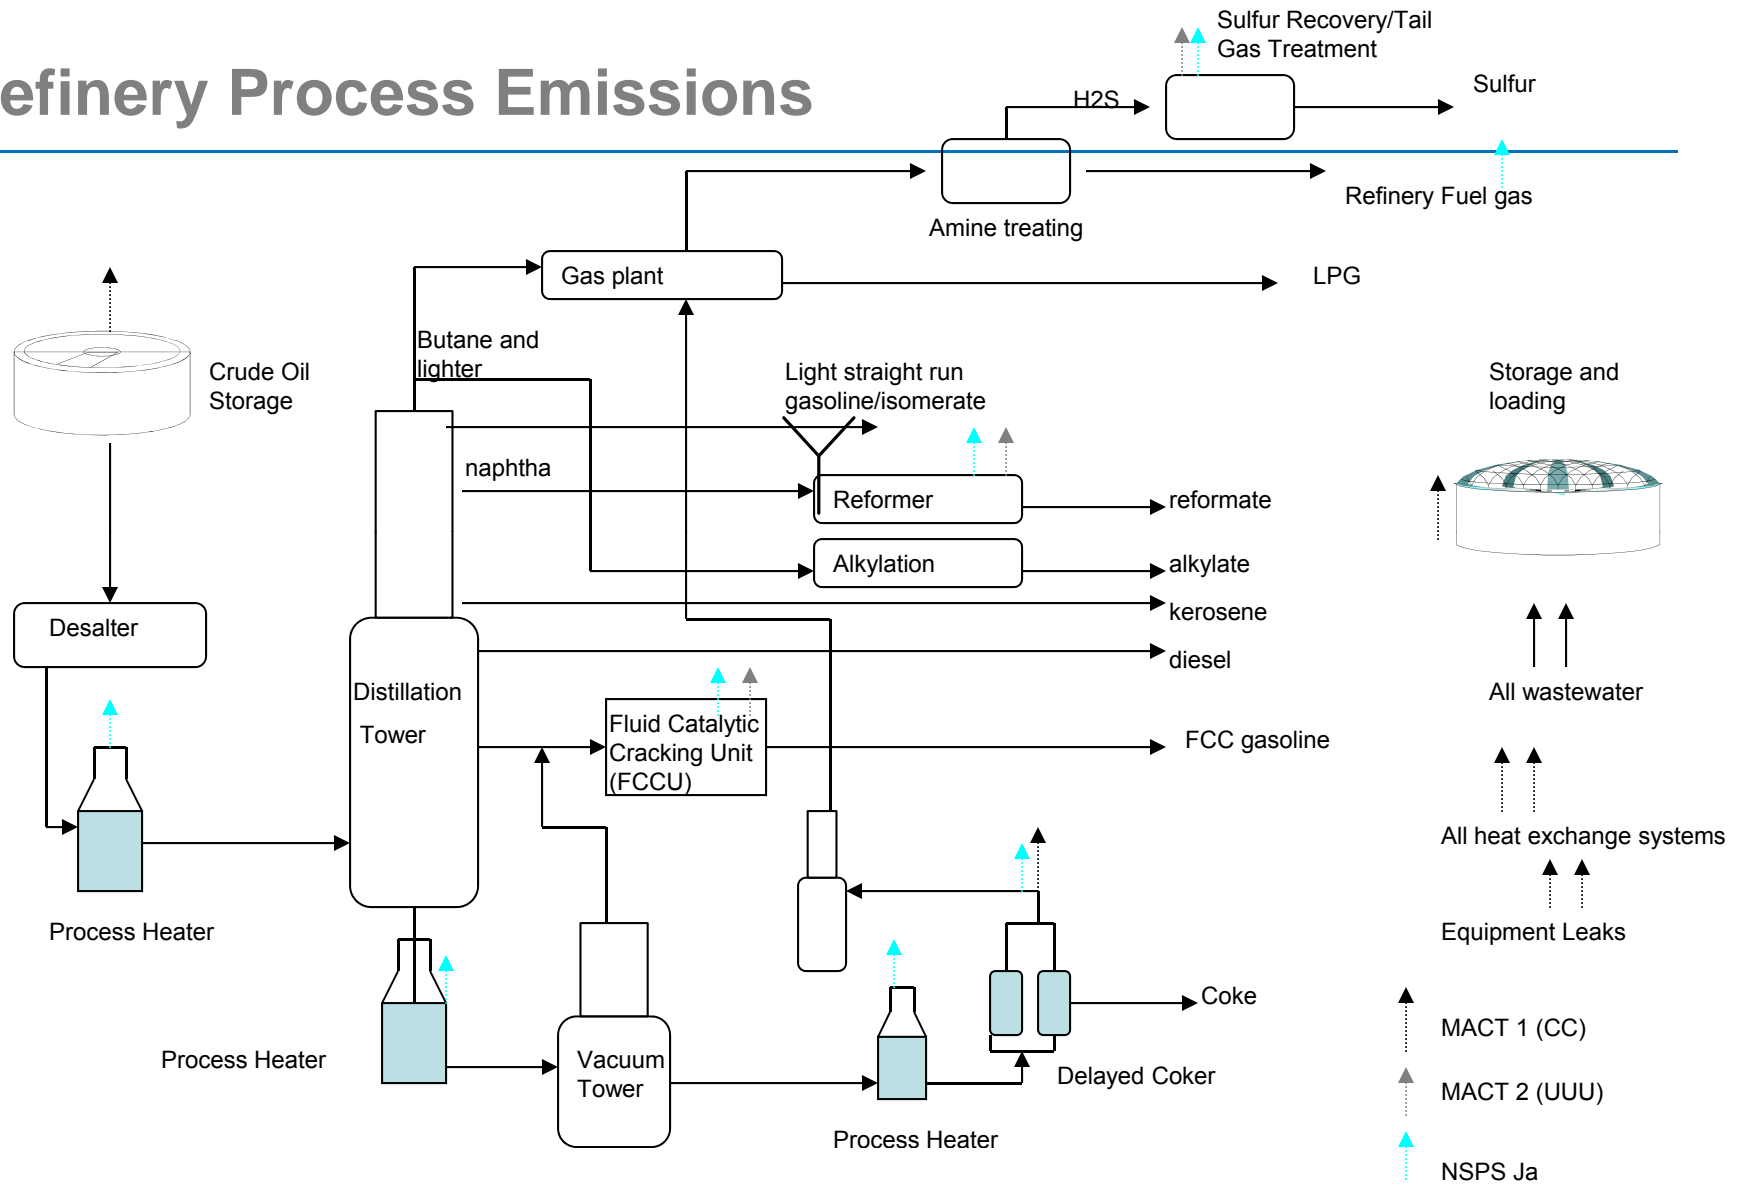 efinery Process Emissions
Sulfur Recovery/Tail
Gas Treatment
H2S
Sulfur
Refinery Fuel gas
Amine treating
Gas plant
LPG
Butane and
lighter
Crude Oil
Storage
Light straight run
gasoline/isomerate
Storage and
loading
naphtha
Reformer
reformate
Alkylation
alkylate
kerosene
Desalter
diesel
Distillation
Tower
All wastewater
Fluid Catalytic
Cracking Unit
(FCCU)
FCC gasoline
All heat exchange systems
Process Heater
Equipment Leaks
Coke
MACT 1 (CC)
Process Heater
Vacuum
Tower
Delayed Coker
MACT 2 (UUU)
Process Heater
NSPS Ja